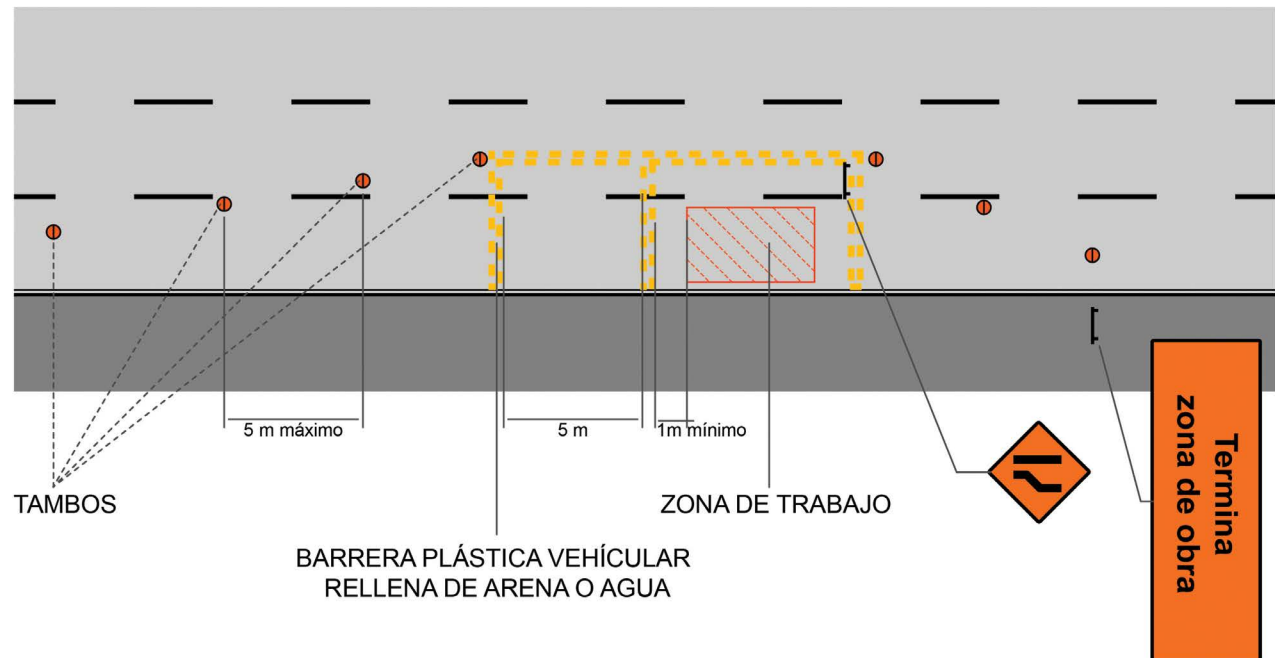 5 m máximo
5 m
1m mínimo
TAMBOS
ZONA DE TRABAJO
BARRERA PLÁSTICA VEHÍCULAR
RELLENA DE ARENA O AGUA
Termina
zona de obra